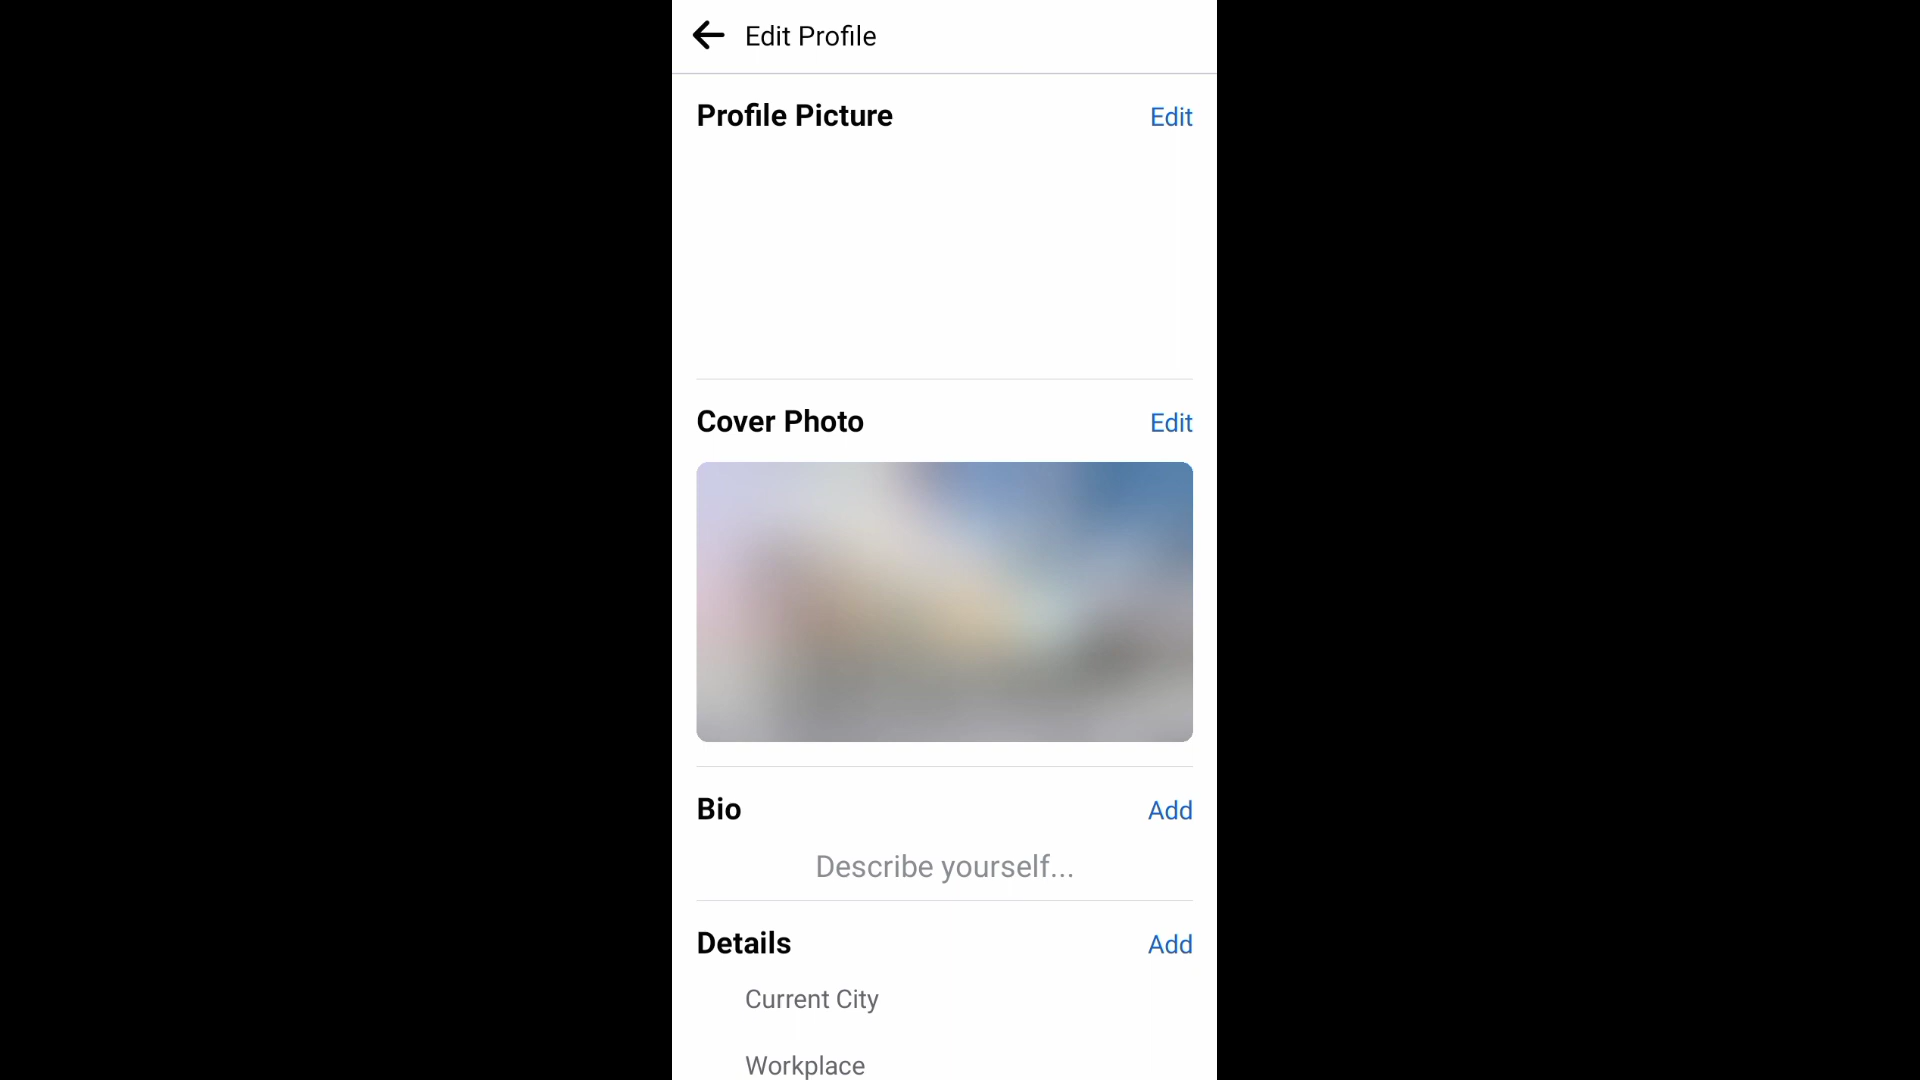 Edit Profile
Profile Picture
Edit
Cover Photo
Edit
Bio
Add
Describe yourself...
Details
Add
Current City
Workplace